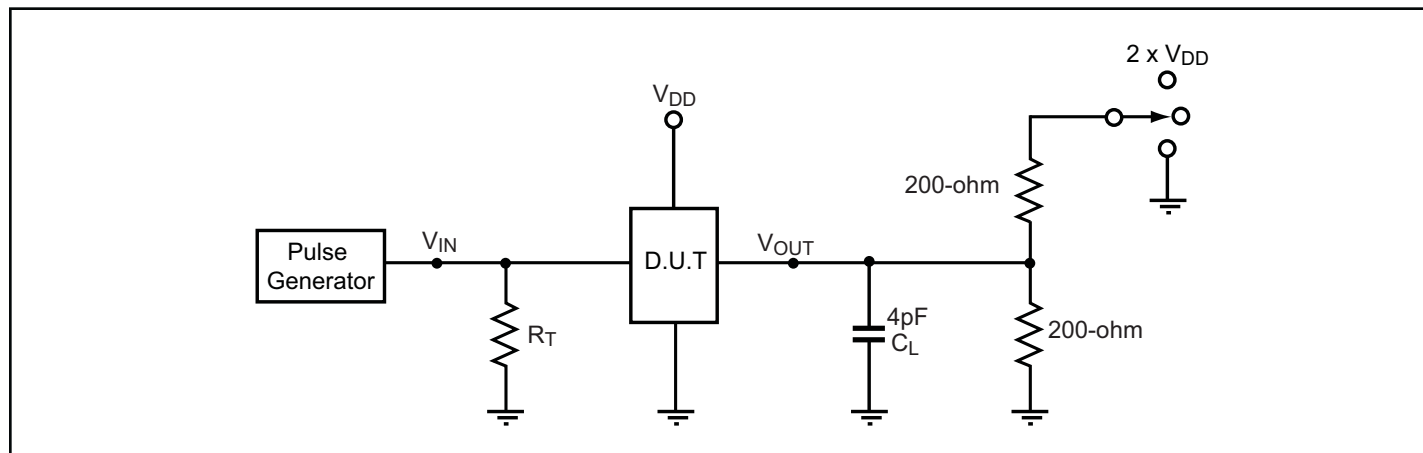 2 x VDD
VDD
200-ohm
Pulse
Generator
VIN
D.U.T
VOUT
RT
4pF
CL
200-ohm